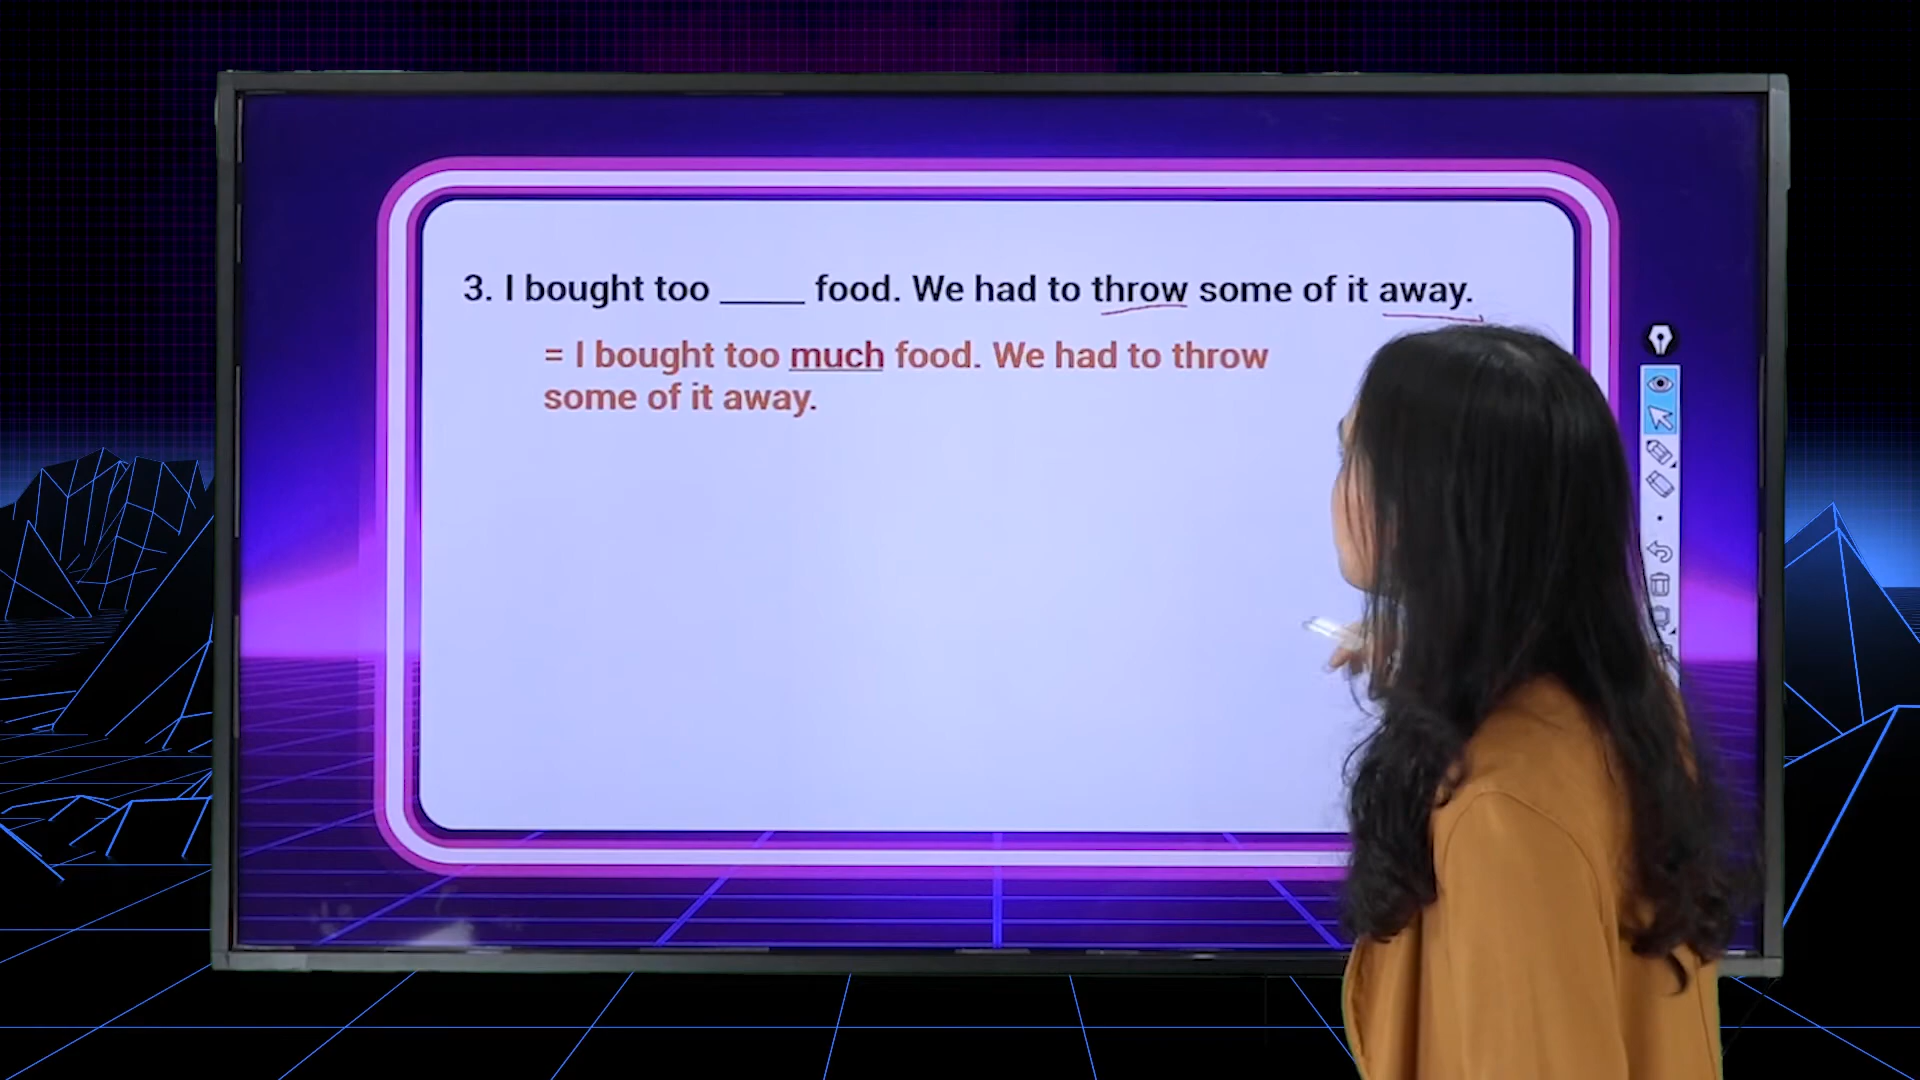 3. I bought too _____ food. We had to throw some of it away.
= I bought too much food. We had to throw
some of it away.